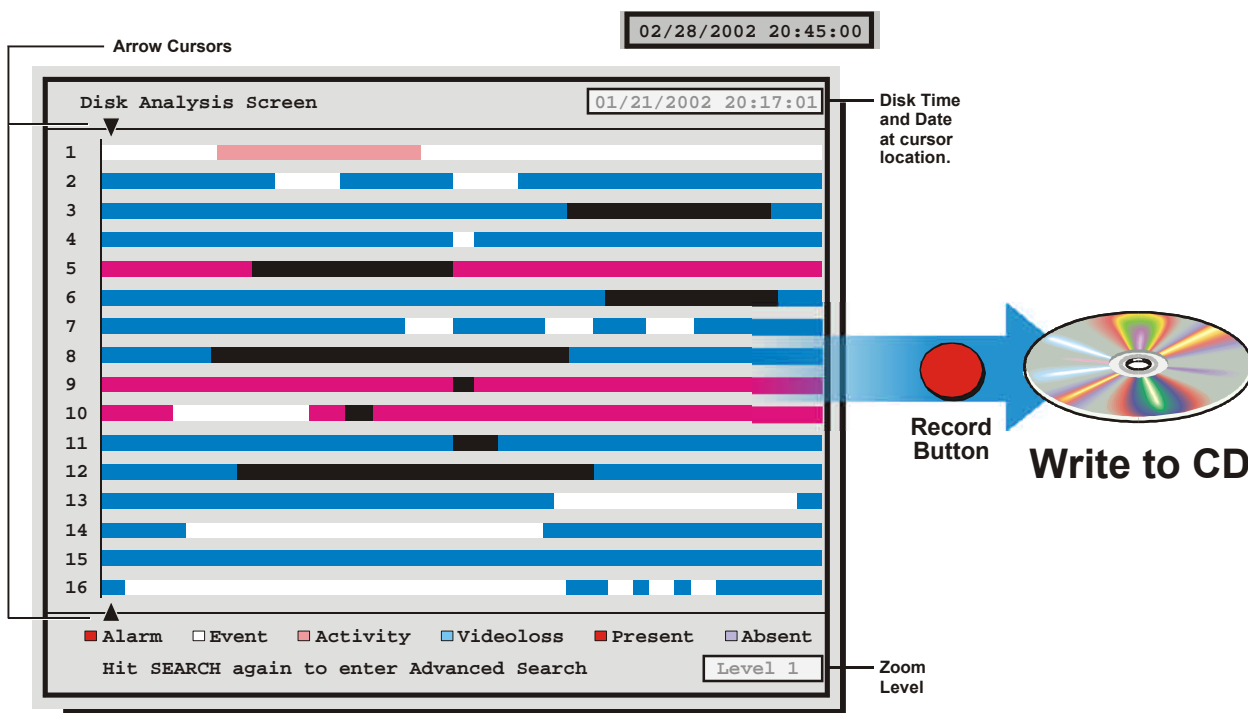 02/28/2002 20:45:00
Arrow Cursors
Disk Analysis Screen
01/21/2002 20:17:01
Disk Time
and Date
at cursor
location.
1
2
3
4
5
6
7
8
9
10
11
12
13
14
15
16
Record
Button
Write to CD
Alarm Event Activity Videoloss Present Absent
Hit SEARCH again to enter Advanced Search
Level 1
Zoom
Level